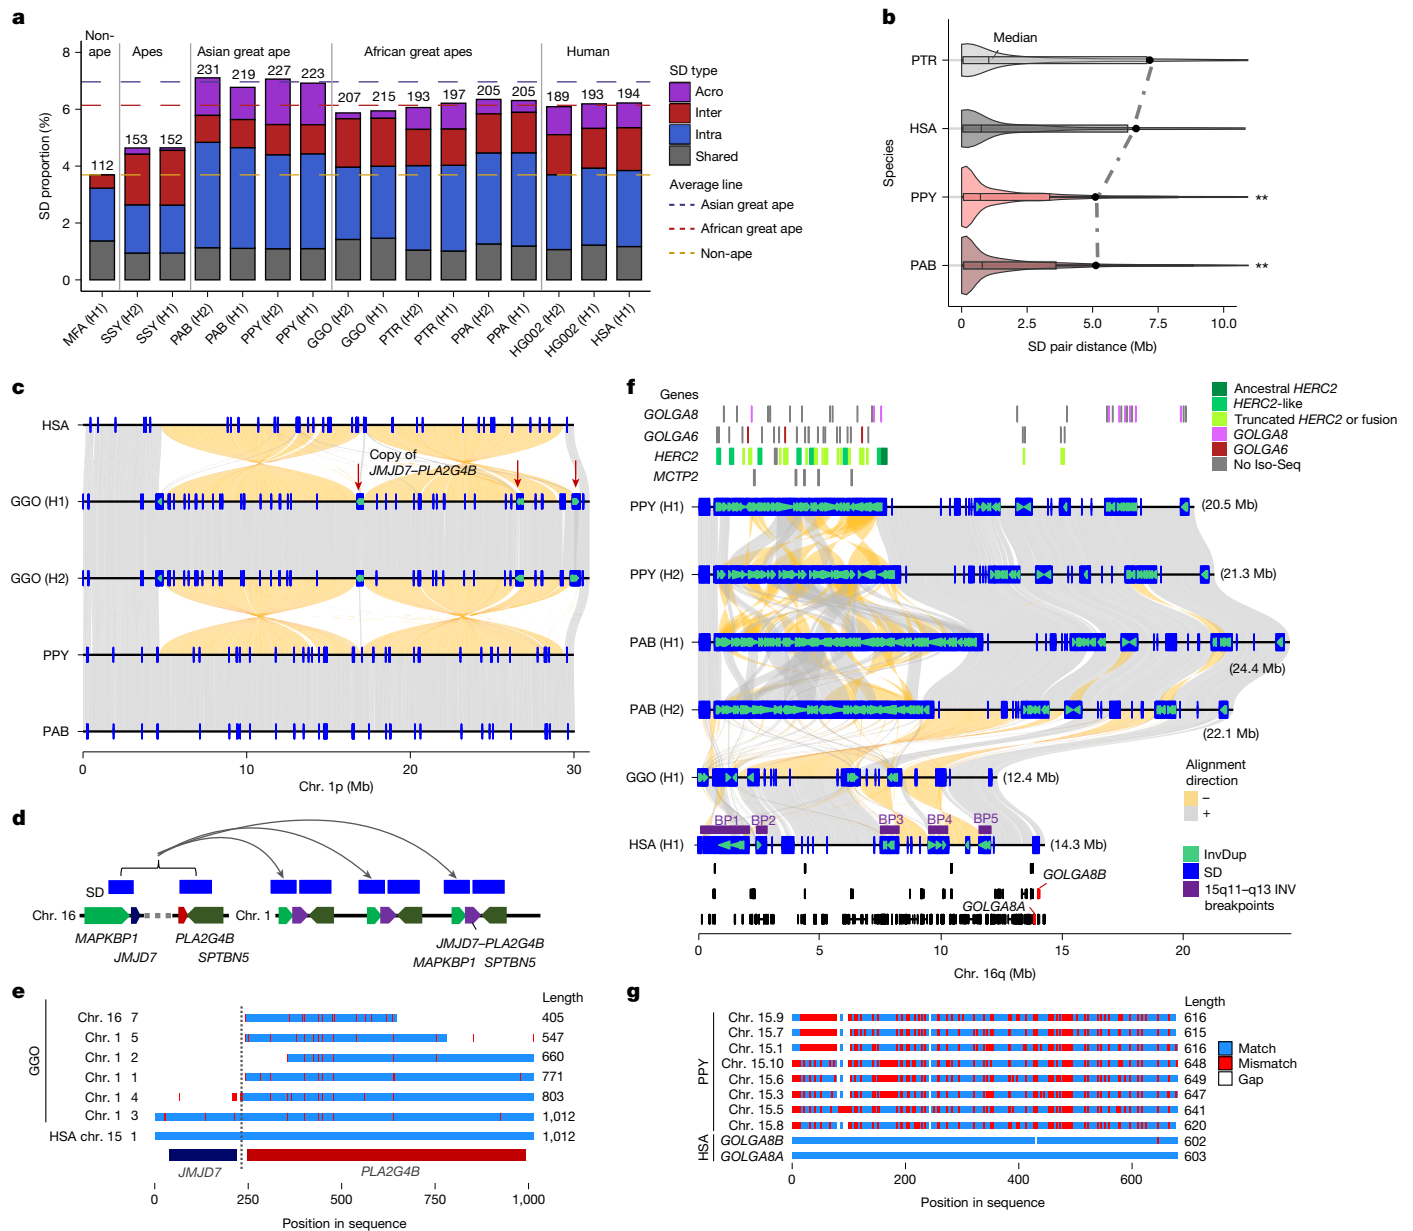 a
Non-
ape
Apes
Asian great ape
African great apes
Human
SD proportion (%)
8
6
4
2
0
112
153
152
231
219
227
223
207
215
193
197
205
205
189
193
194
MFA (H1)
SSY (H2)
SSY (H1)
PAB (H2)
PAB (H1)
PPY (H2)
PPY (H1)
GGO (H2)
GGO (H1)
PTR (H2)
PTR (H1)
PPA (H2)
PPA (H1)
HG002 (H2)
HG002 (H1)
HSA (H1)
SD type
Acro
Inter
Intra
Shared
Average line
Asian great ape
African great ape
Non-ape
b
Median
Species
PTR
HSA
PPY
**
PAB
**
0
2.5
5.0
7.5
10.0
SD pair distance (Mb)
c
HSA
Copy of
JMJD7–PLA2G4B
GGO (H1)
GGO (H2)
PPY
PAB
0
10
20
30
Chr. 1p (Mb)
d
SD
Chr. 16
Chr. 1
MAPKBP1
JMJD7
PLA2G4B
SPTBN5
JMJD7–PLA2G4B
MAPKBP1 SPTBN5
e
Length
GGO
Chr. 16 7 405
Chr. 1 5 547
Chr. 1 2 660
Chr. 1 1 771
Chr. 1 4 803
Chr. 1 3 1,012
HSA chr. 15 1 1,012
JMJD7
PLA2G4B
0
250
500
750
1,000
Position in sequence
f
Genes
GOLGA8
GOLGA6
HERC2
MCTP2
Ancestral HERC2
HERC2-like
Truncated HERC2 or fusion
GOLGA8
GOLGA6
No Iso-Seq
PPY (H1)
(20.5 Mb)
PPY (H2)
(21.3 Mb)
PAB (H1)
(24.4 Mb)
PAB (H2)
(22.1 Mb)
GGO (H1)
(12.4 Mb)
Alignment
direction
–
+
BP1
BP2
BP3
BP4
BP5
HSA (H1)
(14.3 Mb)
InvDup
SD
15q11–q13 INV
breakpoints
GOLGA8B
GOLGA8A
0
5
10
15
20
Chr. 16q (Mb)
g
Length
PPY
Chr. 15.9 616
Chr. 15.7 615
Chr. 15.1 616
Chr. 15.10 648
Chr. 15.6 649
Chr. 15.3 647
Chr. 15.5 641
Chr. 15.8 620
HSA
GOLGA8B 602
GOLGA8A 603
Match
Mismatch
Gap
0
200
400
600
Position in sequence